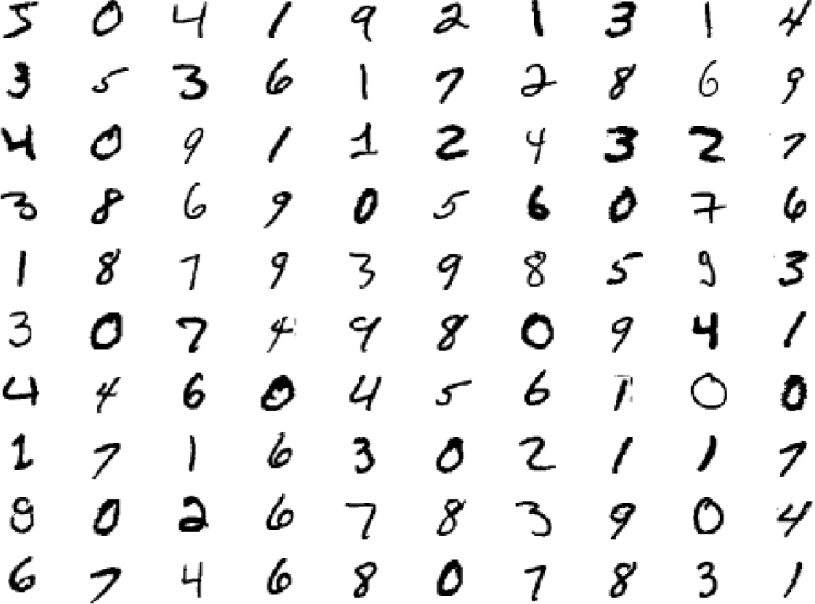 5 0 4 1 9 2 1 3 1 4
3 5 3 6 1 7 2 8 6 9
4 0 9 1 1 2 4 3 2 7
3 8 6 9 0 5 6 0 7 6
1 8 7 9 3 9 8 5 9 3
3 0 7 4 9 8 0 9 4 1
4 4 6 0 4 5 6 1 0 0
1 7 1 6 3 0 2 1 1 7
8 0 2 6 7 8 3 9 0 4
6 7 4 6 8 0 7 8 3 1